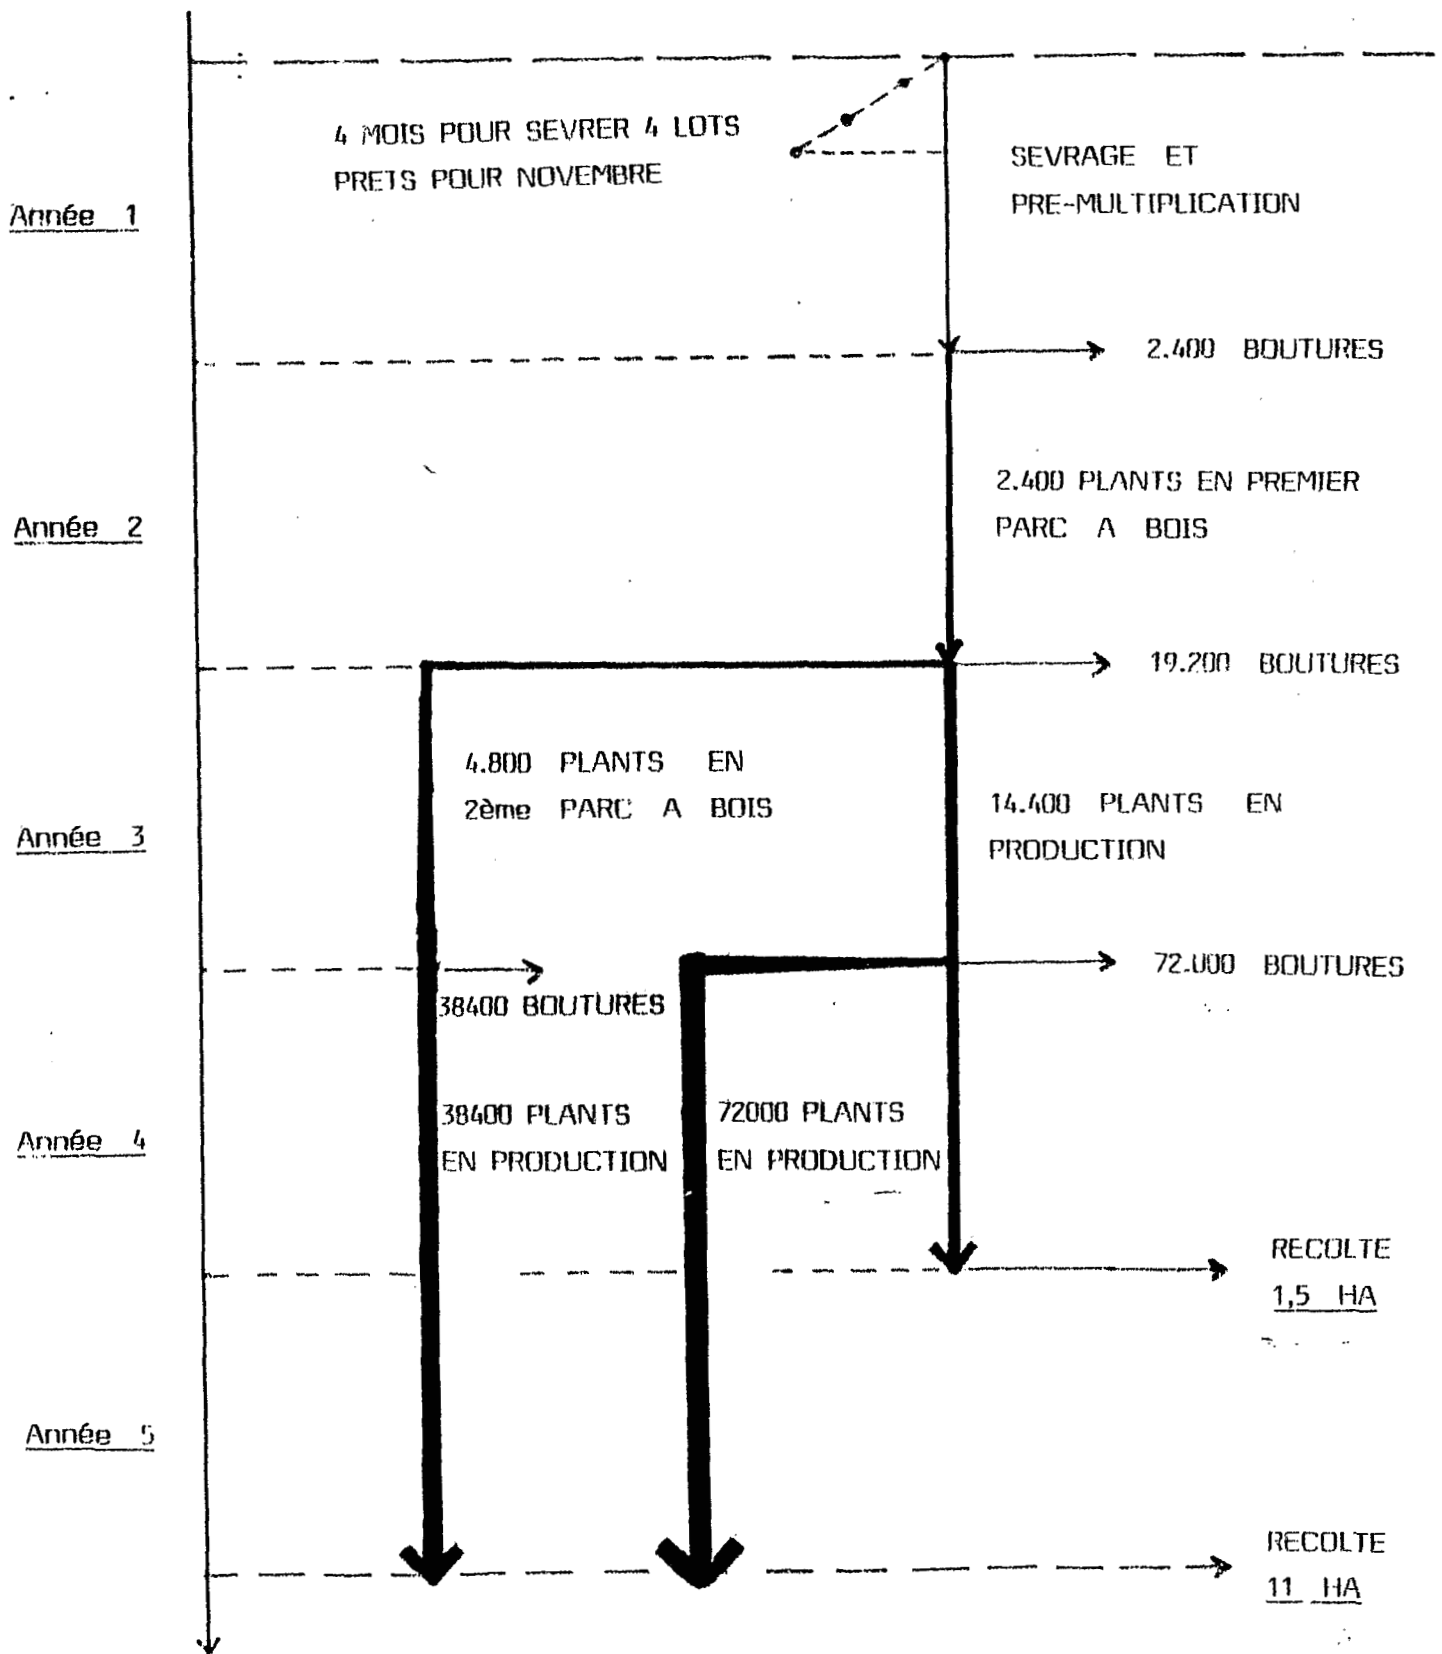 4 MOIS POUR SEVRER 4 LOTS
PRETS POUR NOVEMBRE
SEVRAGE ET
PRE-MULTIPLICATION
Année 1
2.400 BOUTURES
2.400 PLANTS EN PREMIER
PARC A BOIS
Année 2
19.200 BOUTURES
4.800 PLANTS EN
2ème PARC A BOIS
14.400 PLANTS EN
PRODUCTION
Année 3
72.000 BOUTURES
38400 BOUTURES
38400 PLANTS
EN PRODUCTION
72000 PLANTS
EN PRODUCTION
Année 4
RECOLTE
1,5 HA
Année 5
RECOLTE
11 HA